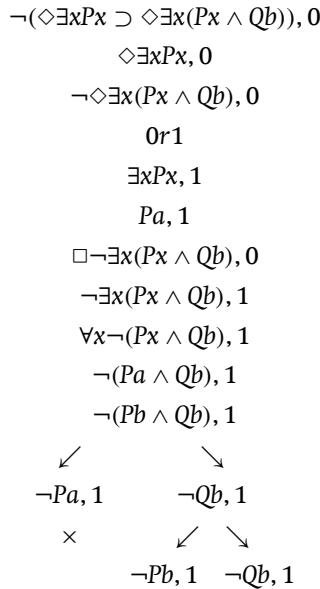 ¬(◇∃xPx ⊃ ◇∃x(Px ∧ Qb)), 0
◇∃xPx, 0
¬◇∃x(Px ∧ Qb), 0
0r1
∃xPx, 1
Pa, 1
□¬∃x(Px ∧ Qb), 0
¬∃x(Px ∧ Qb), 1
∀x¬(Px ∧ Qb), 1
¬(Pa ∧ Qb), 1
¬(Pb ∧ Qb), 1
↙ ↘
¬Pa, 1 ¬Qb, 1
× ↙ ↘
¬Pb, 1 ¬Qb, 1